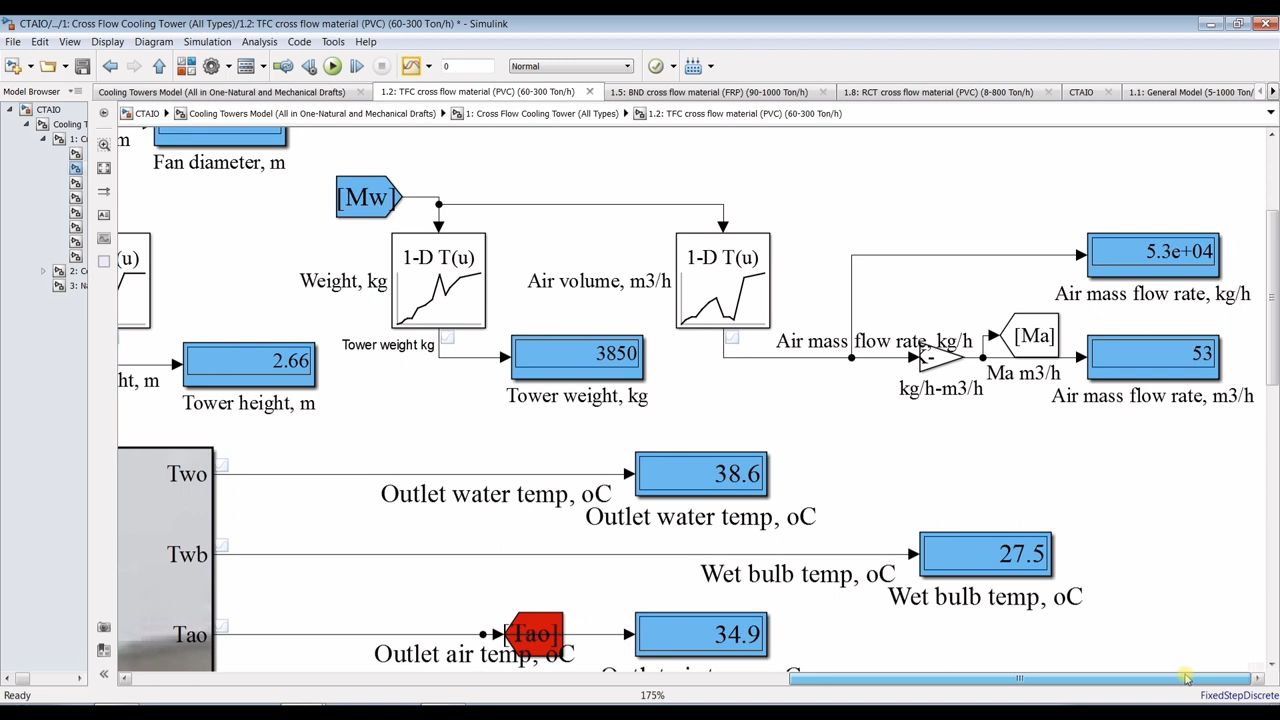 CTAIO/.../1: Cross Flow Cooling Tower (All Types)/1.2: TFC cross flow material (PVC) (60-300 Ton/h) * - Simulink
File Edit View Display Diagram Simulation Analysis Code Tools Help
0 Normal
Model Browser
Cooling Towers Model (All in One-Natural and Mechanical Drafts) 1.2: TFC cross flow material (PVC) (60-300 Ton/h) 1.5: BND cross flow material (FRP) (90-1000 Ton/h) 1.8: RCT cross flow material (PVC) (8-800 Ton/h) CTAIO 1.1: General Model (5-1000 Ton/
CTAIO
CTAIO Cooling Towers Model (All in One-Natural and Mechanical Drafts) 1: Cross Flow Cooling Tower (All Types) 1.2: TFC cross flow material (PVC) (60-300 Ton/h)
Cooling T
1: Cr
2: Co
3: Na
m
Fan diameter, m
[Mw]
(u)
1-D T(u)
Weight, kg
1-D T(u)
Air volume, m3/h
5.3e+04
Air mass flow rate, kg/h
Tower weight kg
Air mass flow rate, kg/h
[Ma]
ht, m
2.66
Tower height, m
3850
Tower weight, kg
-K-
kg/h-m3/h
Ma m3/h
53
Air mass flow rate, m3/h
Two
Outlet water temp, oC
38.6
Outlet water temp, oC
Twb
Wet bulb temp, oC
27.5
Wet bulb temp, oC
Tao
[Tao]
Outlet air temp, oC
34.9
Ready
175%
FixedStepDiscrete